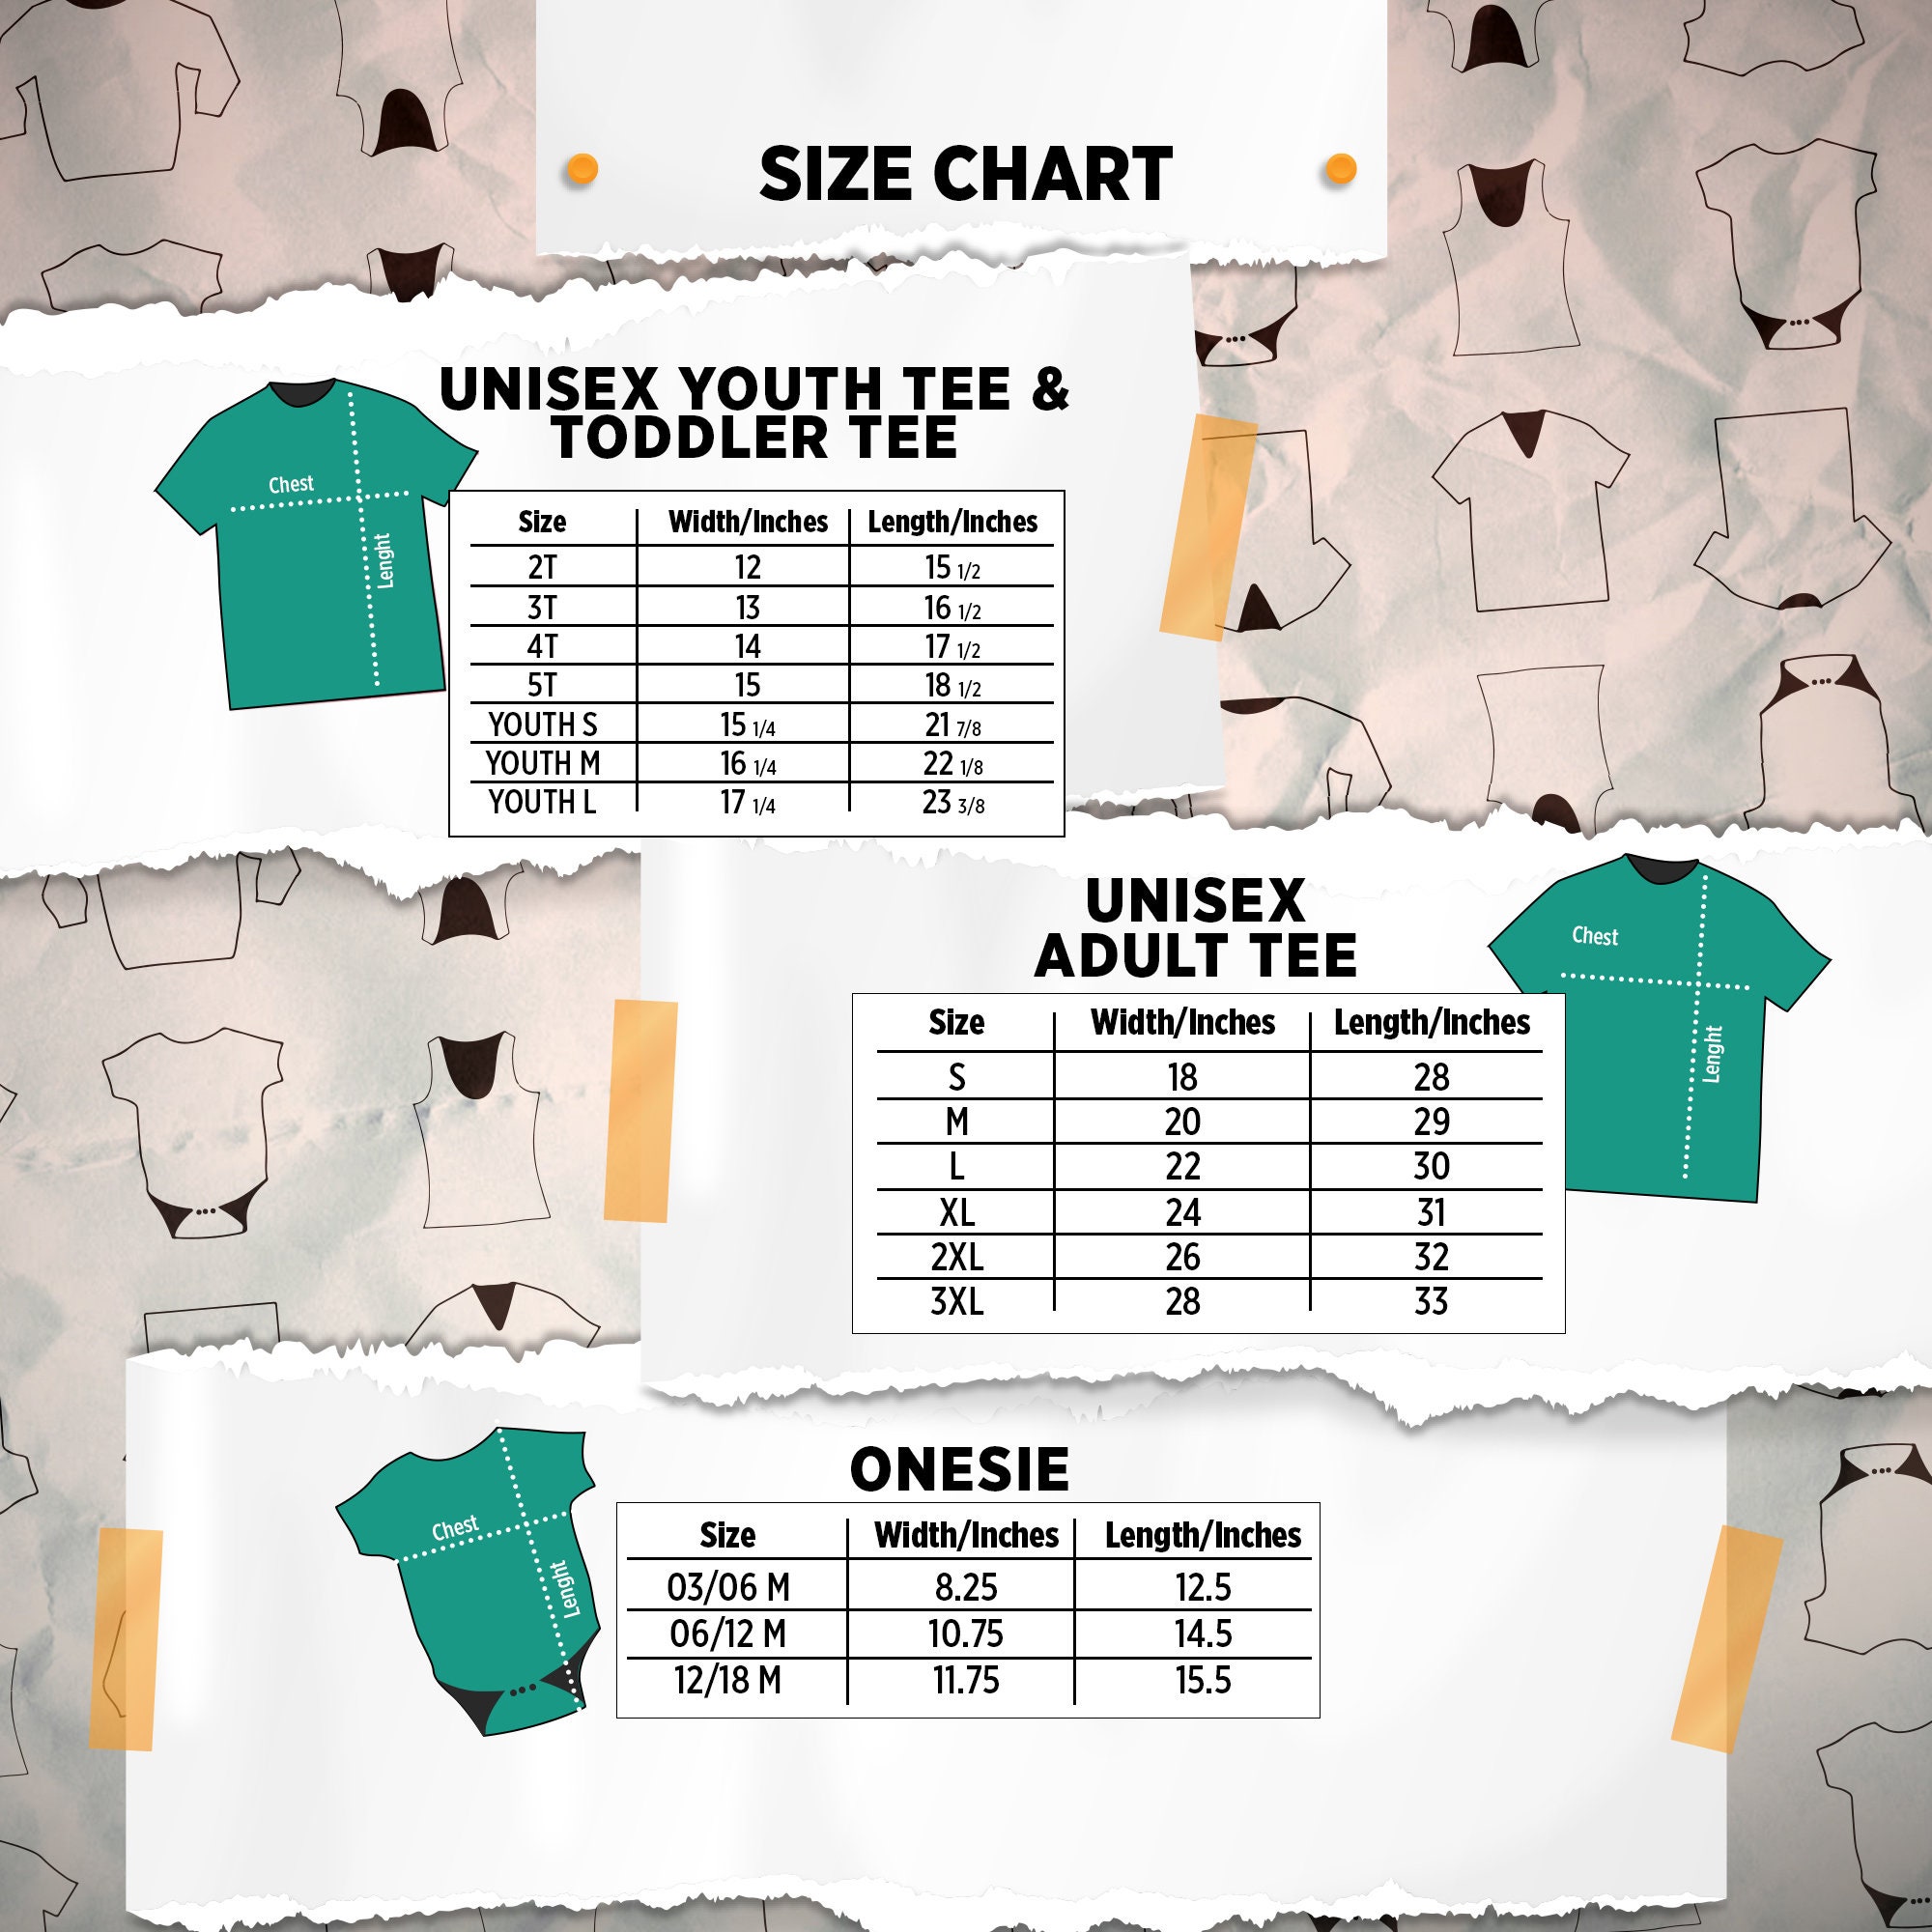 SIZE CHART
UNISEX YOUTH TEE &
TODDLER TEE
Chest
Lenght
Size Width/Inches Length/Inches
2T 12 15 1/2
3T 13 16 1/2
4T 14 17 1/2
5T 15 18 1/2
YOUTH S 15 1/4 21 7/8
YOUTH M 16 1/4 22 1/8
YOUTH L 17 1/4 23 3/8
UNISEX
ADULT TEE
Chest
Lenght
Size Width/Inches Length/Inches
S 18 28
M 20 29
L 22 30
XL 24 31
2XL 26 32
3XL 28 33
ONESIE
Chest
Lenght
Size Width/Inches Length/Inches
03/06 M 8.25 12.5
06/12 M 10.75 14.5
12/18 M 11.75 15.5